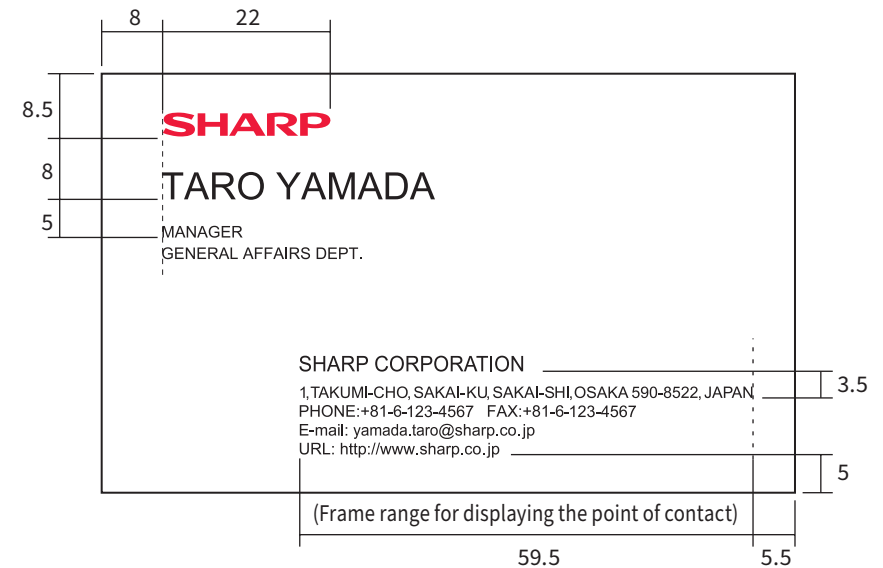 8 22
8.5
SHARP
8
TARO YAMADA
5
MANAGER
GENERAL AFFAIRS DEPT.
SHARP CORPORATION
3.5
1,TAKUMI-CHO, SAKAI-KU, SAKAI-SHI,OSAKA 590-8522, JAPAN
PHONE:+81-6-123-4567 FAX:+81-6-123-4567
E-mail: yamada.taro@sharp.co.jp
URL: http://www.sharp.co.jp
5
(Frame range for displaying the point of contact)
59.5 5.5